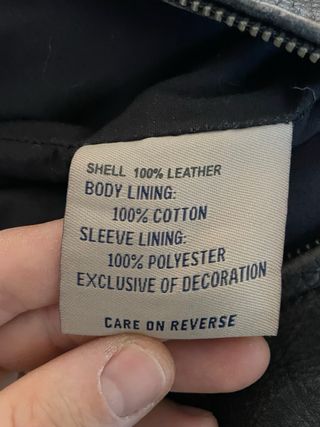 SHELL 100% LEATHER
BODY LINING:
100% COTTON
SLEEVE LINING:
100% POLYESTER
EXCLUSIVE OF DECORATION
CARE ON REVERSE